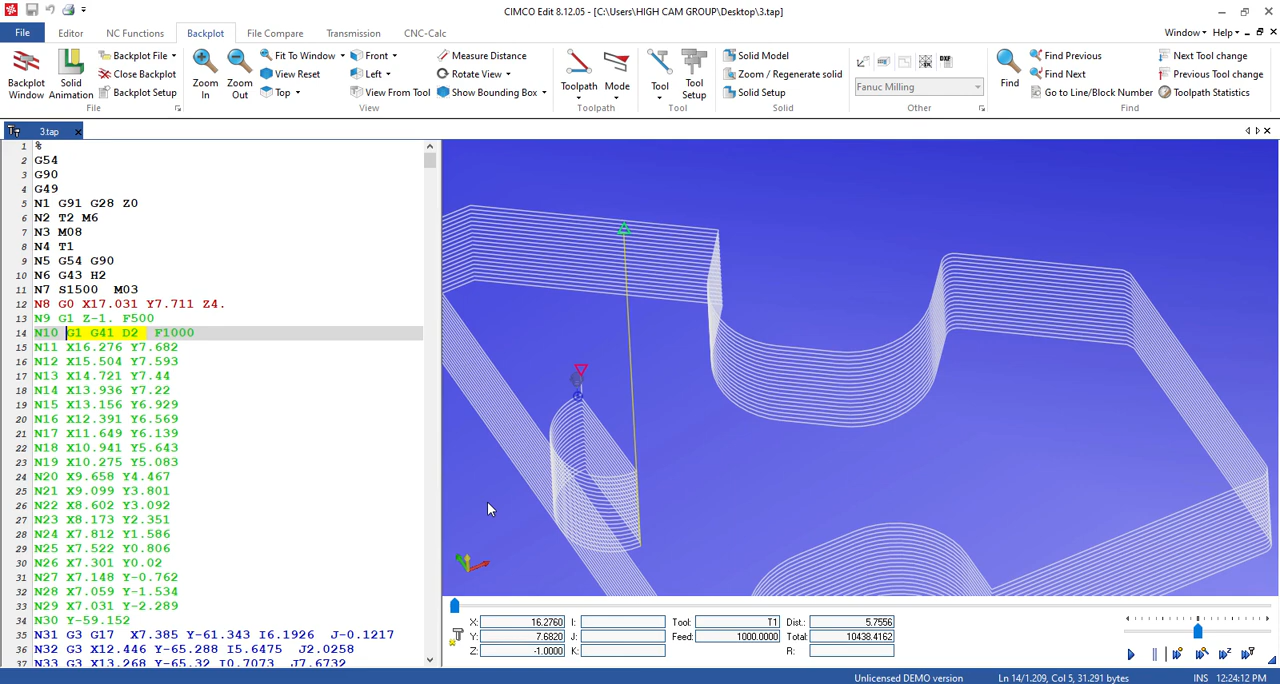 CIMCO Edit 8.12.05 - [C:\Users\HIGH CAM GROUP\Desktop\3.tap]
File Editor NC Functions Backplot File Compare Transmission CNC-Calc Window Help
Backplot Window
Solid Animation
Backplot File
Close Backplot
Backplot Setup
File
Zoom In
Zoom Out
Fit To Window
View Reset
Top
Front
Left
View From Tool
Measure Distance
Rotate View
Show Bounding Box
View
Toolpath
Mode
Toolpath
Tool
Tool Setup
Tool
Solid Model
Zoom / Regenerate solid
Solid Setup
Solid
DXF
Fanuc Milling
Other
Find
Find Previous
Find Next
Go to Line/Block Number
Next Tool change
Previous Tool change
Toolpath Statistics
Find
3.tap
1 %
2 G54
3 G90
4 G49
5 N1 G91 G28 Z0
6 N2 T2 M6
7 N3 M08
8 N4 T1
9 N5 G54 G90
10 N6 G43 H2
11 N7 S1500 M03
12 N8 G0 X17.031 Y7.711 Z4.
13 N9 G1 Z-1. F500
14 N10 G1 G41 D2 F1000
15 N11 X16.276 Y7.682
16 N12 X15.504 Y7.593
17 N13 X14.721 Y7.44
18 N14 X13.936 Y7.22
19 N15 X13.156 Y6.929
20 N16 X12.391 Y6.569
21 N17 X11.649 Y6.139
22 N18 X10.941 Y5.643
23 N19 X10.275 Y5.083
24 N20 X9.658 Y4.467
25 N21 X9.099 Y3.801
26 N22 X8.602 Y3.092
27 N23 X8.173 Y2.351
28 N24 X7.812 Y1.586
29 N25 X7.522 Y0.806
30 N26 X7.301 Y0.02
31 N27 X7.148 Y-0.762
32 N28 X7.059 Y-1.534
33 N29 X7.031 Y-2.289
34 N30 Y-59.152
35 N31 G3 G17 X7.385 Y-61.343 I6.1926 J-0.1217
36 N32 G3 X12.446 Y-65.288 I5.6475 J2.0258
37 N33 G3 X13.268 Y-65.32 I0.7073 J7.6732
X: 16.2760 I: Tool: T1 Dist.: 5.7556
Y: 7.6820 J: Feed: 1000.0000 Total: 10438.4162
Z: -1.0000 K: R:
Unlicensed DEMO version Ln 14/1.209, Col 5, 31.291 bytes INS 12:24:12 PM